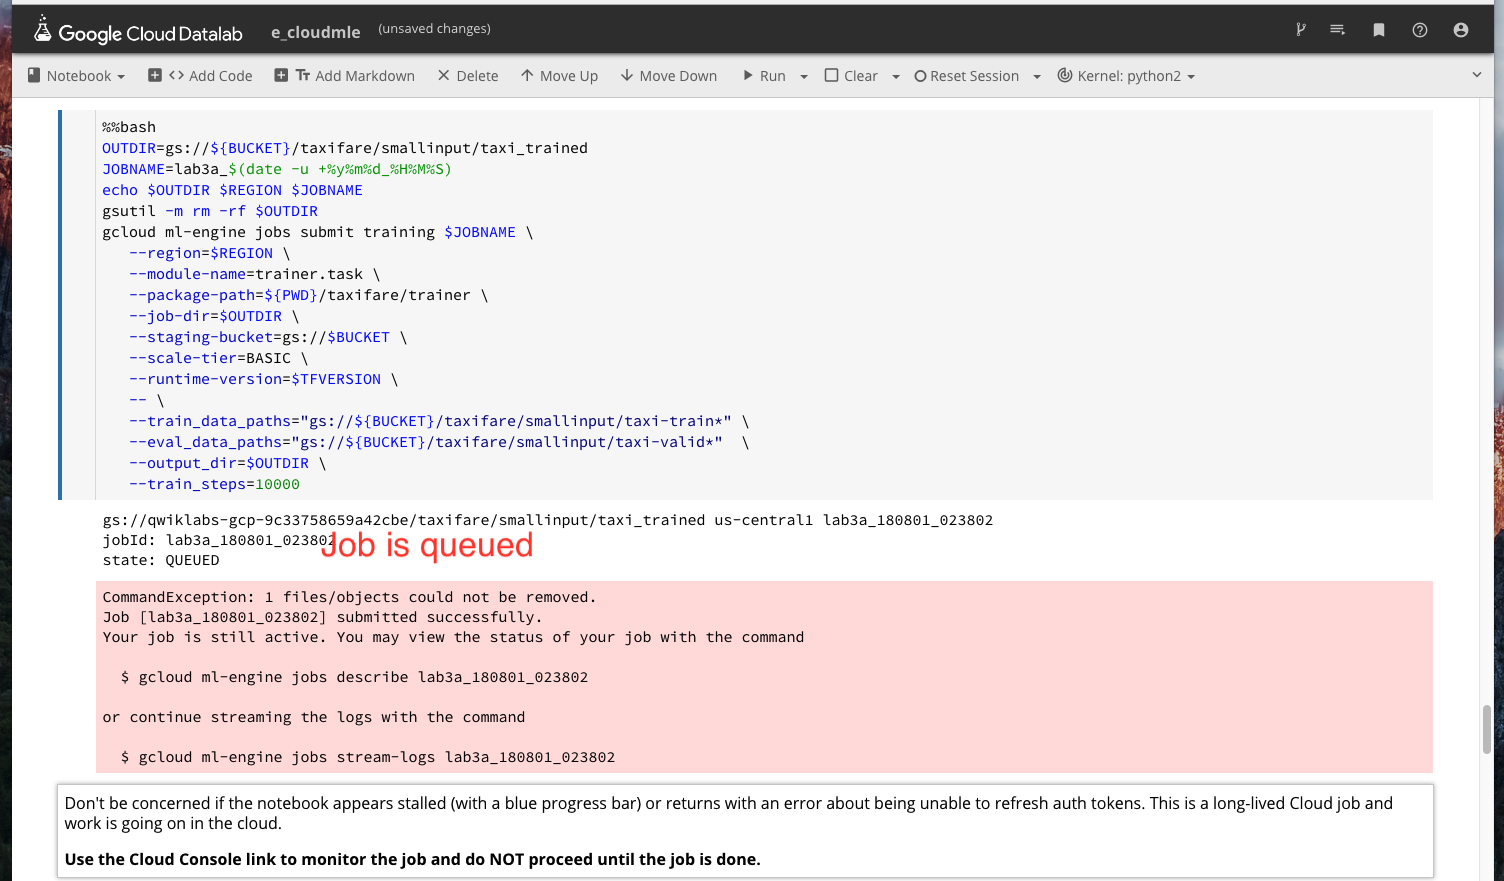 Google Cloud Datalab e_cloudmle (unsaved changes)
Notebook Add Code Add Markdown Delete Move Up Move Down Run Clear Reset Session Kernel: python2
%%bash
OUTDIR=gs://${BUCKET}/taxifare/smallinput/taxi_trained
JOBNAME=lab3a_$(date -u +%y%m%d_%H%M%S)
echo $OUTDIR $REGION $JOBNAME
gsutil -m rm -rf $OUTDIR
gcloud ml-engine jobs submit training $JOBNAME \
--region=$REGION \
--module-name=trainer.task \
--package-path=${PWD}/taxifare/trainer \
--job-dir=$OUTDIR \
--staging-bucket=gs://$BUCKET \
--scale-tier=BASIC \
--runtime-version=$TFVERSION \
-- \
--train_data_paths="gs://${BUCKET}/taxifare/smallinput/taxi-train*" \
--eval_data_paths="gs://${BUCKET}/taxifare/smallinput/taxi-valid*" \
--output_dir=$OUTDIR \
--train_steps=10000
gs://qwiklabs-gcp-9c33758659a42cbe/taxifare/smallinput/taxi_trained us-central1 lab3a_180801_023802
jobId: lab3a_180801_023802
Job is queued
state: QUEUED
CommandException: 1 files/objects could not be removed.
Job [lab3a_180801_023802] submitted successfully.
Your job is still active. You may view the status of your job with the command
$ gcloud ml-engine jobs describe lab3a_180801_023802
or continue streaming the logs with the command
$ gcloud ml-engine jobs stream-logs lab3a_180801_023802
Don't be concerned if the notebook appears stalled (with a blue progress bar) or returns with an error about being unable to refresh auth tokens. This is a long-lived Cloud job and
work is going on in the cloud.
Use the Cloud Console link to monitor the job and do NOT proceed until the job is done.